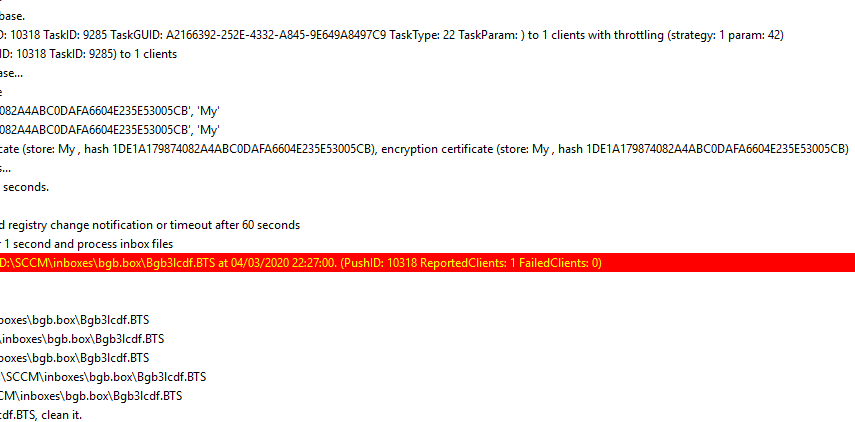 base.
D: 10318 TaskID: 9285 TaskGUID: A2166392-252E-4332-A845-9E649A8497C9 TaskType: 22 TaskParam: ) to 1 clients with throttling (strategy: 1 param: 42)
ID: 10318 TaskID: 9285) to 1 clients
ase...
e
082A4ABC0DAFA6604E235E53005CB', 'My'
082A4ABC0DAFA6604E235E53005CB', 'My'
cate (store: My , hash 1DE1A179874082A4ABC0DAFA6604E235E53005CB), encryption certificate (store: My , hash 1DE1A179874082A4ABC0DAFA6604E235E53005CB)
s...
seconds.
d registry change notification or timeout after 60 seconds
r 1 second and process inbox files
D:\SCCM\inboxes\bgb.box\Bgb3lcdf.BTS at 04/03/2020 22:27:00. (PushID: 10318 ReportedClients: 1 FailedClients: 0)
boxes\bgb.box\Bgb3lcdf.BTS
\inboxes\bgb.box\Bgb3lcdf.BTS
boxes\bgb.box\Bgb3lcdf.BTS
:\SCCM\inboxes\bgb.box\Bgb3lcdf.BTS
CM\inboxes\bgb.box\Bgb3lcdf.BTS
cdf.BTS, clean it.